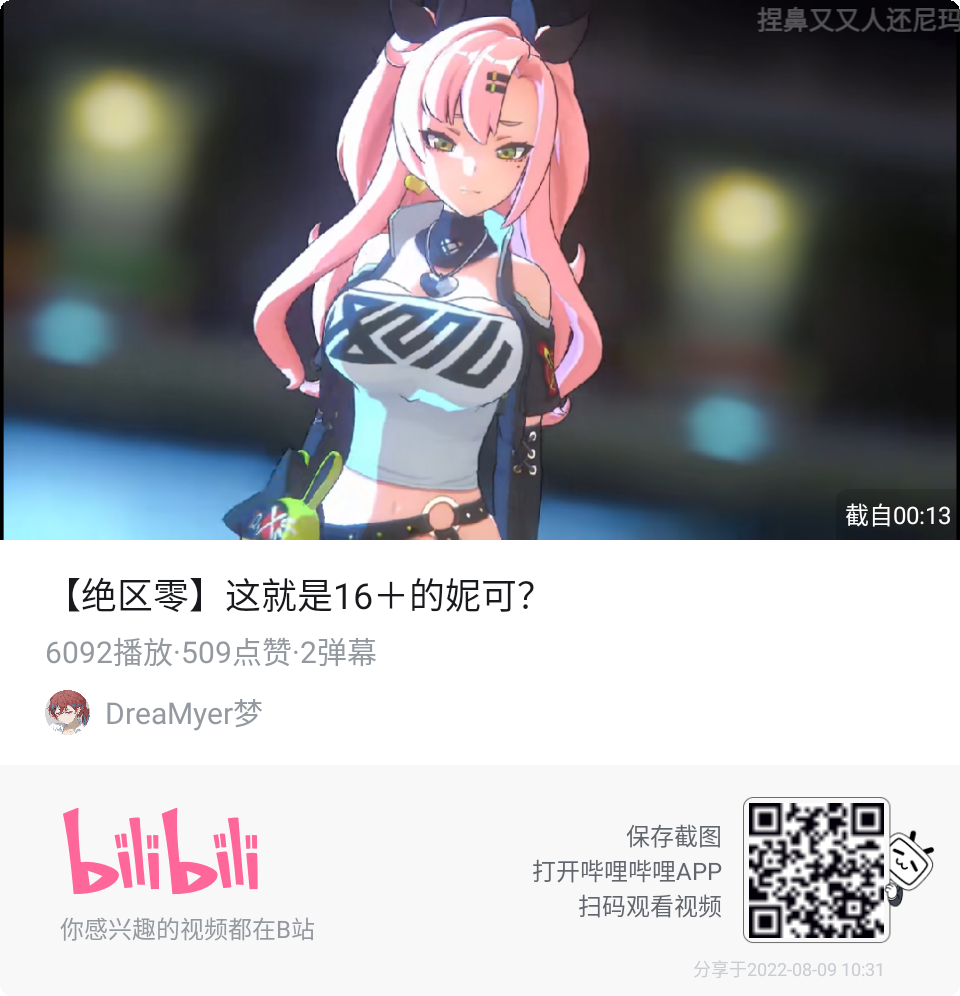 捏鼻又又人还尼玛
截自00:13
【绝区零】这就是16＋的妮可？
6092播放·509点赞·2弹幕
DreaMyer梦
bilibili
你感兴趣的视频都在B站
保存截图
打开哔哩哔哩APP
扫码观看视频
分享于2022-08-09 10:31